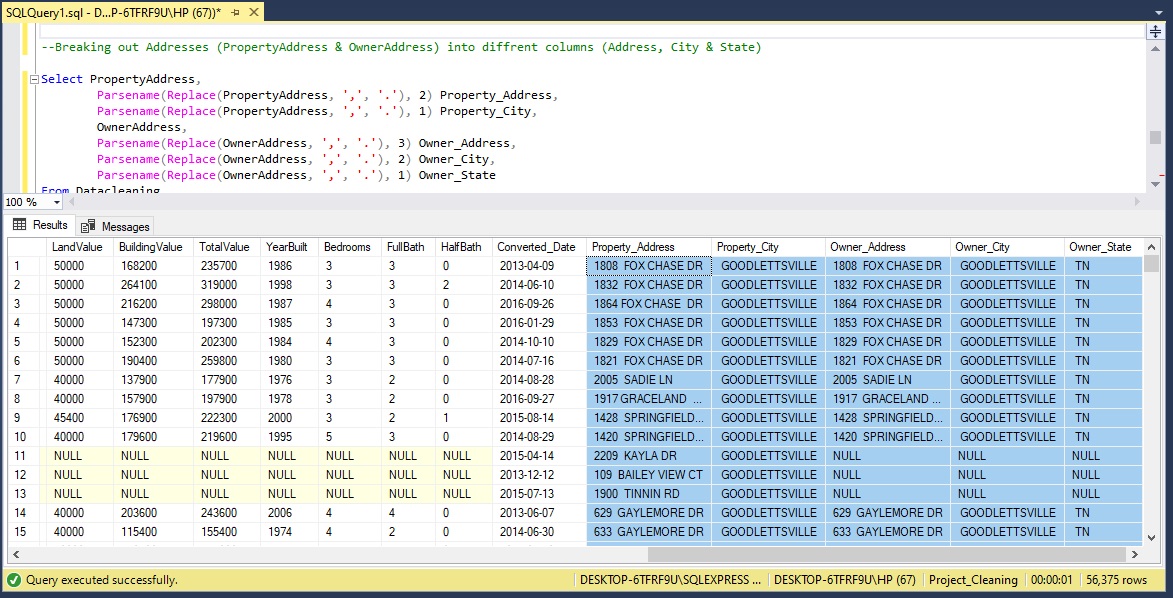 SQLQuery1.sql - D...P-6TFRF9U\HP (67))*
--Breaking out Addresses (PropertyAddress & OwnerAddress) into diffrent columns (Address, City & State)
Select PropertyAddress,
Parsename(Replace(PropertyAddress, ',', '.'), 2) Property_Address,
Parsename(Replace(PropertyAddress, ',', '.'), 1) Property_City,
OwnerAddress,
Parsename(Replace(OwnerAddress, ',', '.'), 3) Owner_Address,
Parsename(Replace(OwnerAddress, ',', '.'), 2) Owner_City,
Parsename(Replace(OwnerAddress, ',', '.'), 1) Owner_State
From Datacleaning
100 %
Results Messages
LandValue BuildingValue TotalValue YearBuilt Bedrooms FullBath HalfBath Converted_Date Property_Address Property_City Owner_Address Owner_City Owner_State
1 50000 168200 235700 1986 3 3 0 2013-04-09 1808 FOX CHASE DR GOODLETTSVILLE 1808 FOX CHASE DR GOODLETTSVILLE TN
2 50000 264100 319000 1998 3 3 2 2014-06-10 1832 FOX CHASE DR GOODLETTSVILLE 1832 FOX CHASE DR GOODLETTSVILLE TN
3 50000 216200 298000 1987 4 3 0 2016-09-26 1864 FOX CHASE DR GOODLETTSVILLE 1864 FOX CHASE DR GOODLETTSVILLE TN
4 50000 147300 197300 1985 3 3 0 2016-01-29 1853 FOX CHASE DR GOODLETTSVILLE 1853 FOX CHASE DR GOODLETTSVILLE TN
5 50000 152300 202300 1984 4 3 0 2014-10-10 1829 FOX CHASE DR GOODLETTSVILLE 1829 FOX CHASE DR GOODLETTSVILLE TN
6 50000 190400 259800 1980 3 3 0 2014-07-16 1821 FOX CHASE DR GOODLETTSVILLE 1821 FOX CHASE DR GOODLETTSVILLE TN
7 40000 137900 177900 1976 3 2 0 2014-08-28 2005 SADIE LN GOODLETTSVILLE 2005 SADIE LN GOODLETTSVILLE TN
8 40000 157900 197900 1978 3 2 0 2016-09-27 1917 GRACELAND ... GOODLETTSVILLE 1917 GRACELAND ... GOODLETTSVILLE TN
9 45400 176900 222300 2000 3 2 1 2015-08-14 1428 SPRINGFIELD... GOODLETTSVILLE 1428 SPRINGFIELD... GOODLETTSVILLE TN
10 40000 179600 219600 1995 5 3 0 2014-08-29 1420 SPRINGFIELD... GOODLETTSVILLE 1420 SPRINGFIELD... GOODLETTSVILLE TN
11 NULL NULL NULL NULL NULL NULL NULL 2015-04-14 2209 KAYLA DR GOODLETTSVILLE NULL NULL NULL
12 NULL NULL NULL NULL NULL NULL NULL 2013-12-12 109 BAILEY VIEW CT GOODLETTSVILLE NULL NULL NULL
13 NULL NULL NULL NULL NULL NULL NULL 2015-07-13 1900 TINNIN RD GOODLETTSVILLE NULL NULL NULL
14 40000 203600 243600 2006 4 4 0 2013-06-07 629 GAYLEMORE DR GOODLETTSVILLE 629 GAYLEMORE DR GOODLETTSVILLE TN
15 40000 115400 155400 1974 4 2 0 2014-06-30 633 GAYLEMORE DR GOODLETTSVILLE 633 GAYLEMORE DR GOODLETTSVILLE TN
Query executed successfully. DESKTOP-6TFRF9U\SQLEXPRESS ... DESKTOP-6TFRF9U\HP (67) Project_Cleaning 00:00:01 56,375 rows